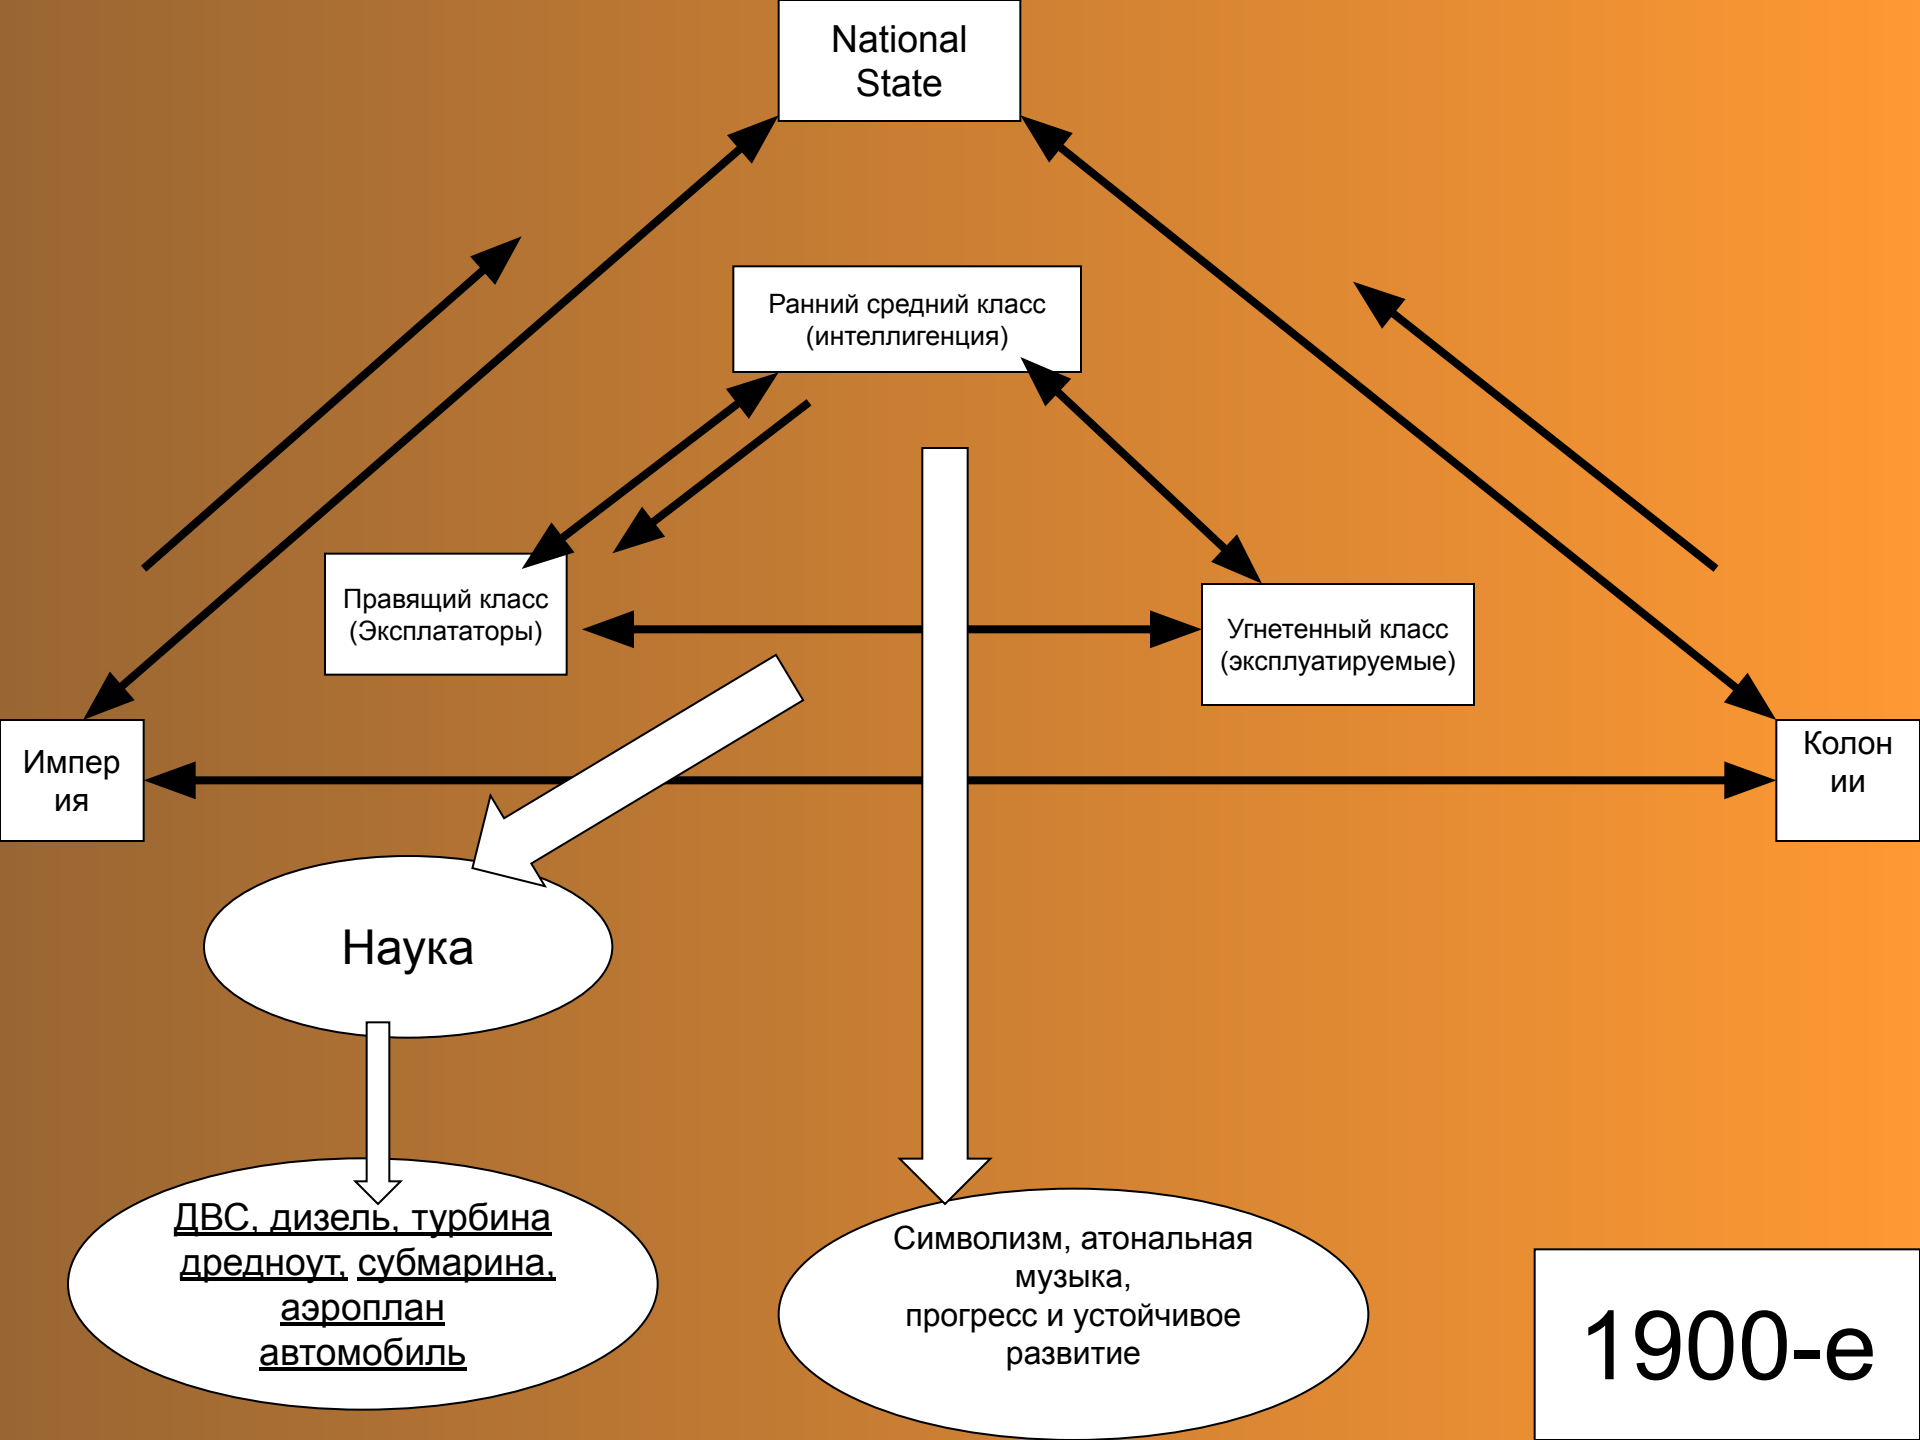 National
State
Ранний средний класс
(интеллигенция)
Правящий класс
(Эксплататоры)
Угнетенный класс
(эксплуатируемые)
Импер
ия
Колон
ии
Наука
ДВС, дизель, турбина
дредноут, субмарина,
аэроплан
автомобиль
Символизм, атональная
музыка,
прогресс и устойчивое
развитие
1900-е